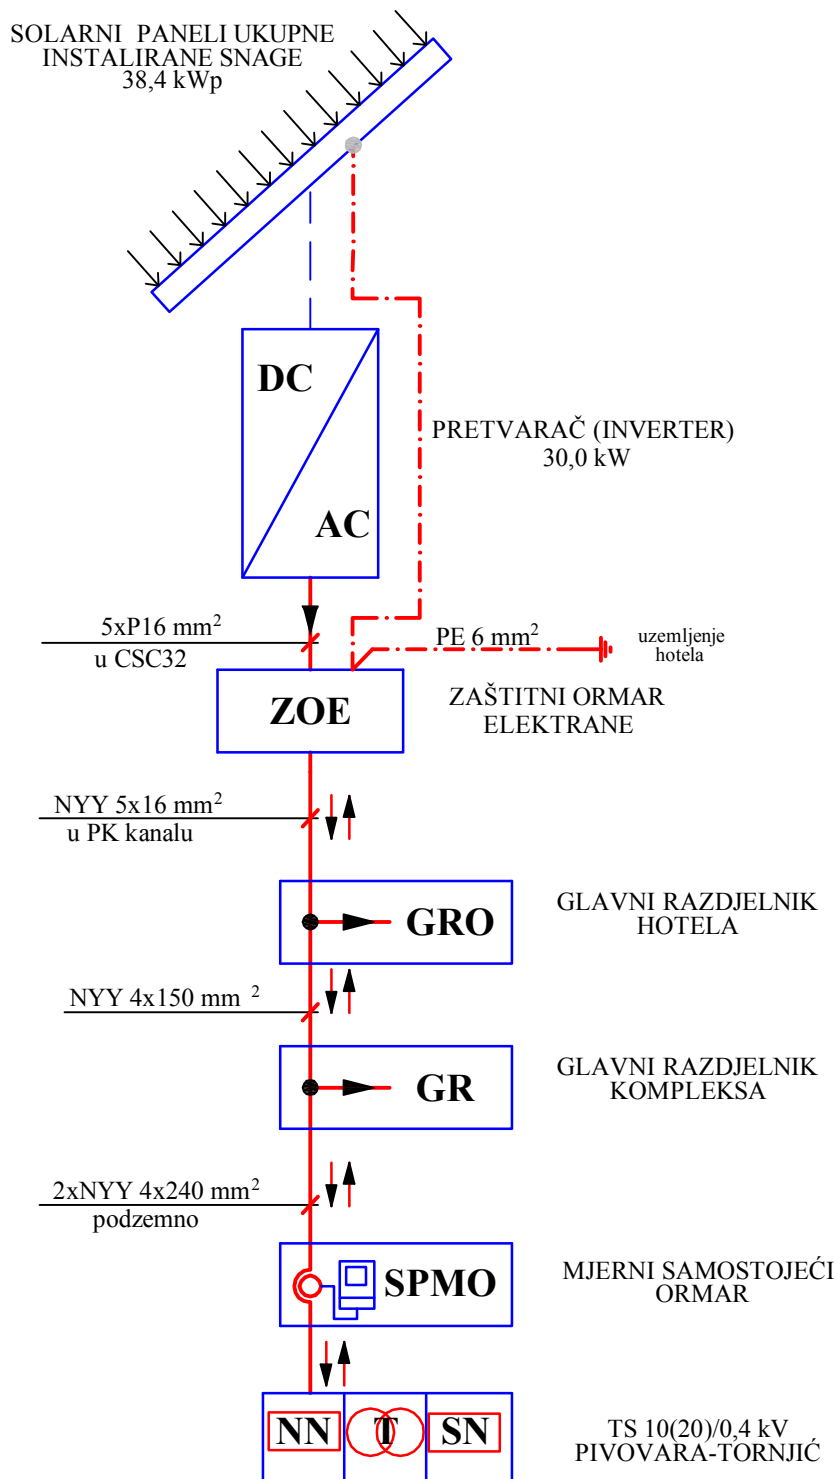 SOLARNI PANELI UKUPNE
INSTALIRANE SNAGE
38,4 kWp
DC
AC
PRETVARAČ (INVERTER)
30,0 kW
5xP16 mm²
u CSC32
PE 6 mm²
uzemljenje
hotela
ZOE
ZAŠTITNI ORMAR
ELEKTRANE
NYY 5x16 mm²
u PK kanalu
GRO
GLAVNI RAZDJELNIK
HOTELA
NYY 4x150 mm ²
GR
GLAVNI RAZDJELNIK
KOMPLEKSA
2xNYY 4x240 mm²
podzemno
SPMO
MJERNI SAMOSTOJEĆI
ORMAR
NN T SN
TS 10(20)/0,4 kV
PIVOVARA-TORNJIĆ